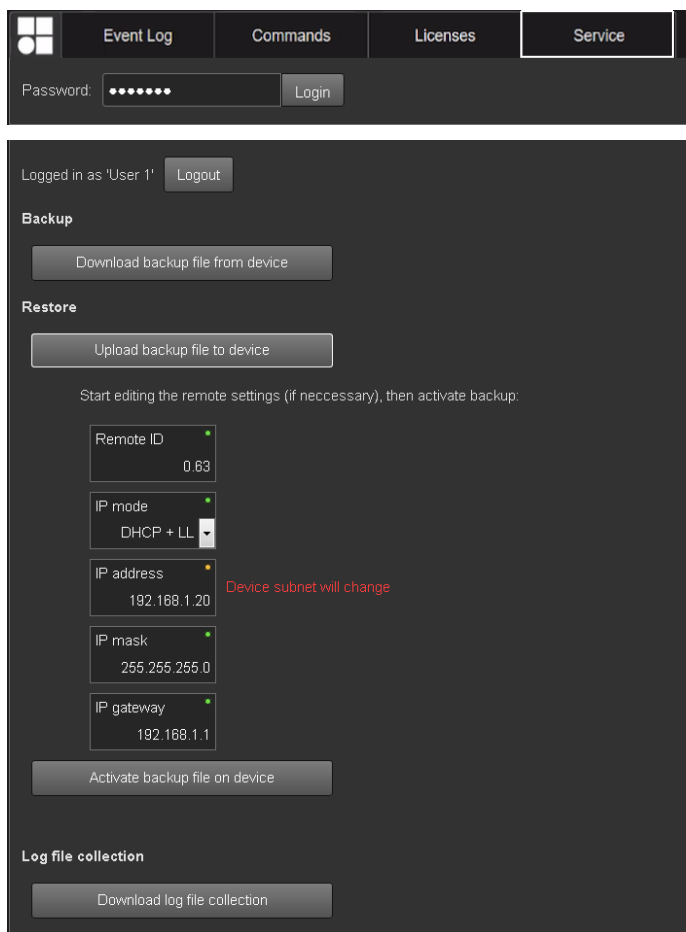 Event Log Commands Licenses Service
Password: ••••••• Login
Logged in as 'User 1' Logout
Backup
Download backup file from device
Restore
Upload backup file to device
Start editing the remote settings (if neccessary), then activate backup:
Remote ID
0.63
IP mode
DHCP + LL
IP address
192.168.1.20
Device subnet will change
IP mask
255.255.255.0
IP gateway
192.168.1.1
Activate backup file on device
Log file collection
Download log file collection